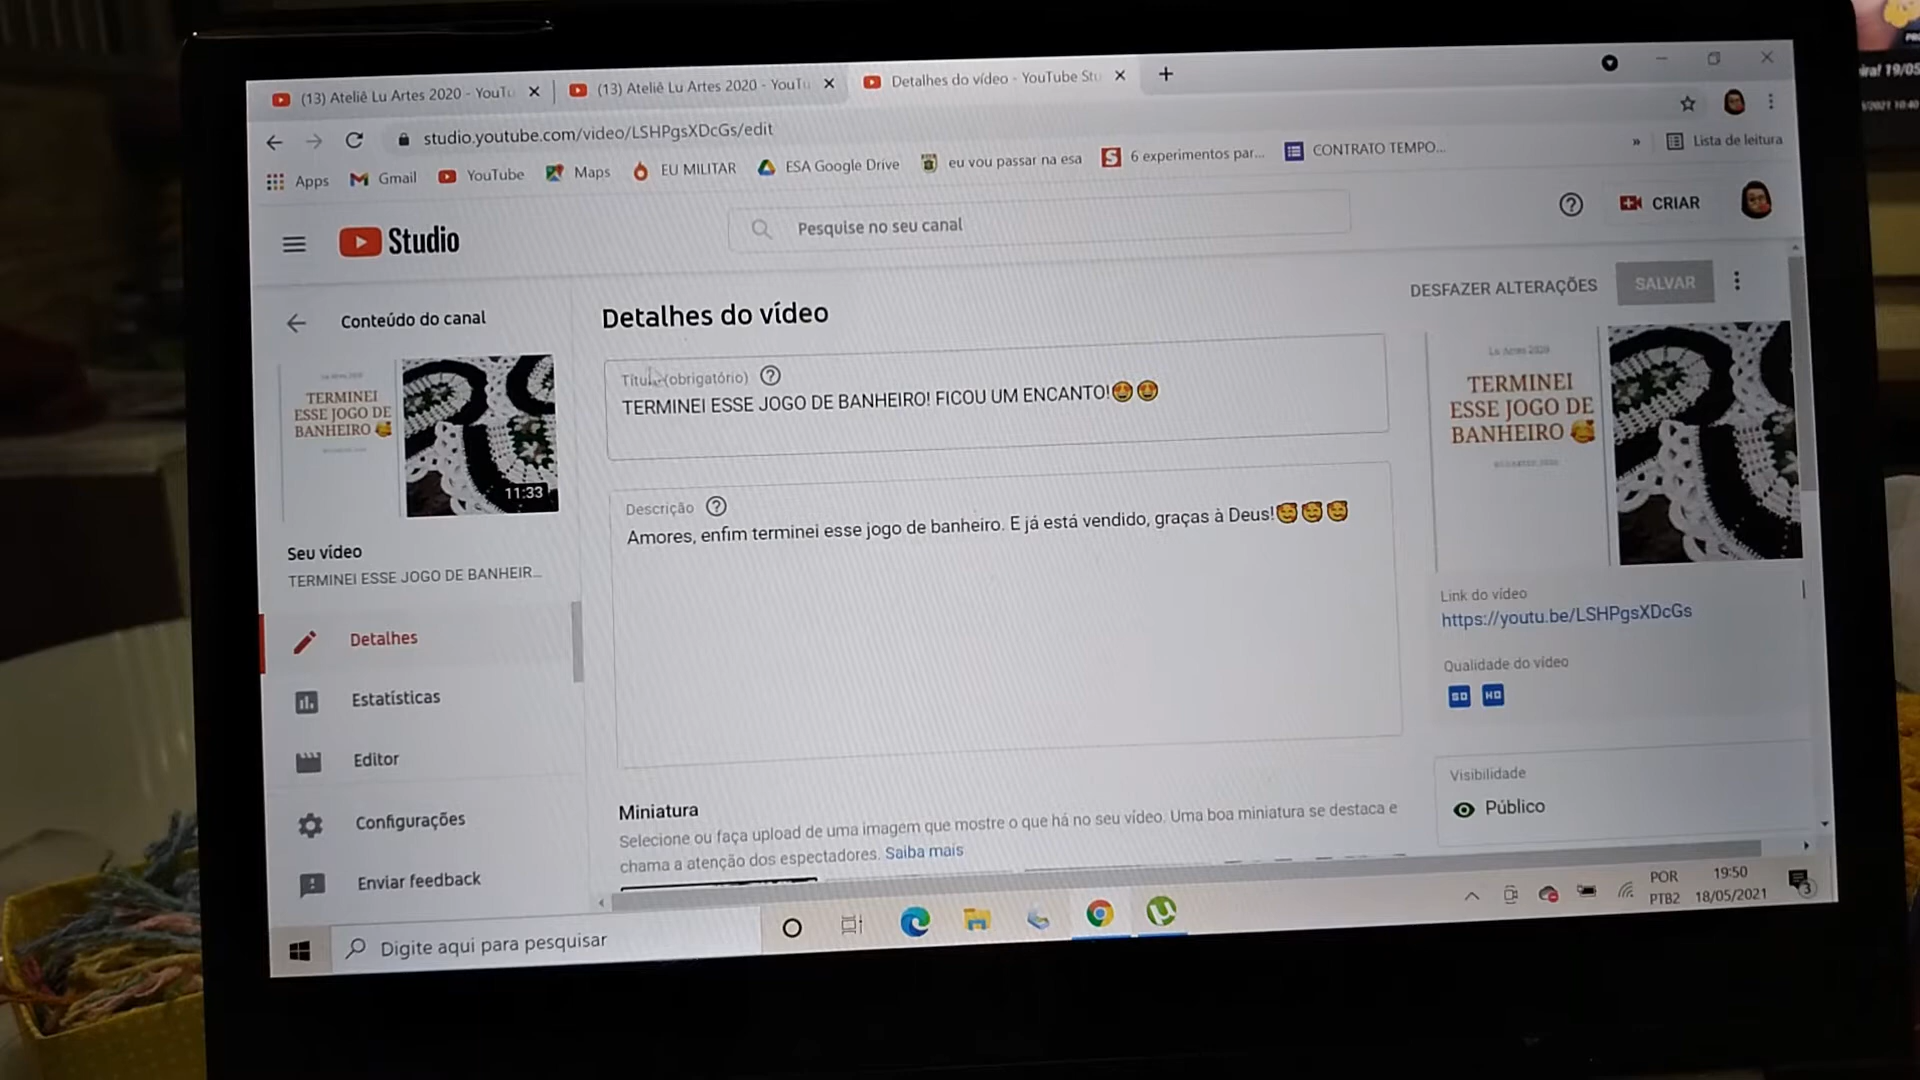 (13) Ateliê Lu Artes 2020 - YouTu
(13) Ateliê Lu Artes 2020 - YouTu
Detalhes do vídeo - YouTube Stu
studio.youtube.com/video/LSHPgsXDcGs/edit
Apps
Gmail
YouTube
Maps
EU MILITAR
ESA Google Drive
eu vou passar na esa
6 experimentos par...
CONTRATO TEMPO...
»
Lista de leitura
Studio
Pesquise no seu canal
CRIAR
Conteúdo do canal
Detalhes do vídeo
DESFAZER ALTERAÇÕES
SALVAR
TERMINEI
ESSE JOGO DE
BANHEIRO 🥰
11:33
Seu vídeo
TERMINEI ESSE JOGO DE BANHEIR...
Detalhes
Estatísticas
Editor
Configurações
Enviar feedback
(obrigatório)
TERMINEI ESSE JOGO DE BANHEIRO! FICOU UM ENCANTO!🤩🤩
Descrição
Amores, enfim terminei esse jogo de banheiro. E já está vendido, graças à Deus!🥰🥰🥰
Miniatura
Selecione ou faça upload de uma imagem que mostre o que há no seu vídeo. Uma boa miniatura se destaca e
chama a atenção dos espectadores. Saiba mais
Lu Artes 2020
TERMINEI
ESSE JOGO DE
BANHEIRO 🥰
Link do vídeo
https://youtu.be/LSHPgsXDcGs
Qualidade do vídeo
SD HD
Visibilidade
Público
Digite aqui para pesquisar
POR
PTB2
19:50
18/05/2021
3
19/05